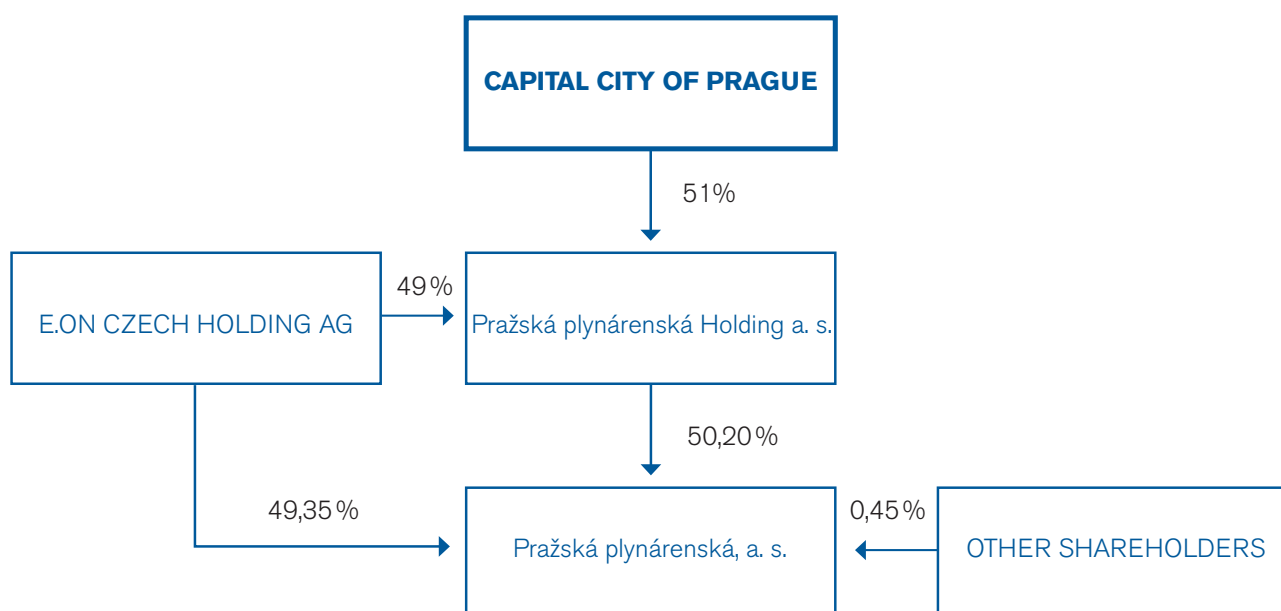 CAPITAL CITY OF PRAGUE
51%
E.ON CZECH HOLDING AG
49%
Pražská plynárenská Holding a. s.
50,20%
49,35%
Pražská plynárenská, a. s.
0,45%
OTHER SHAREHOLDERS